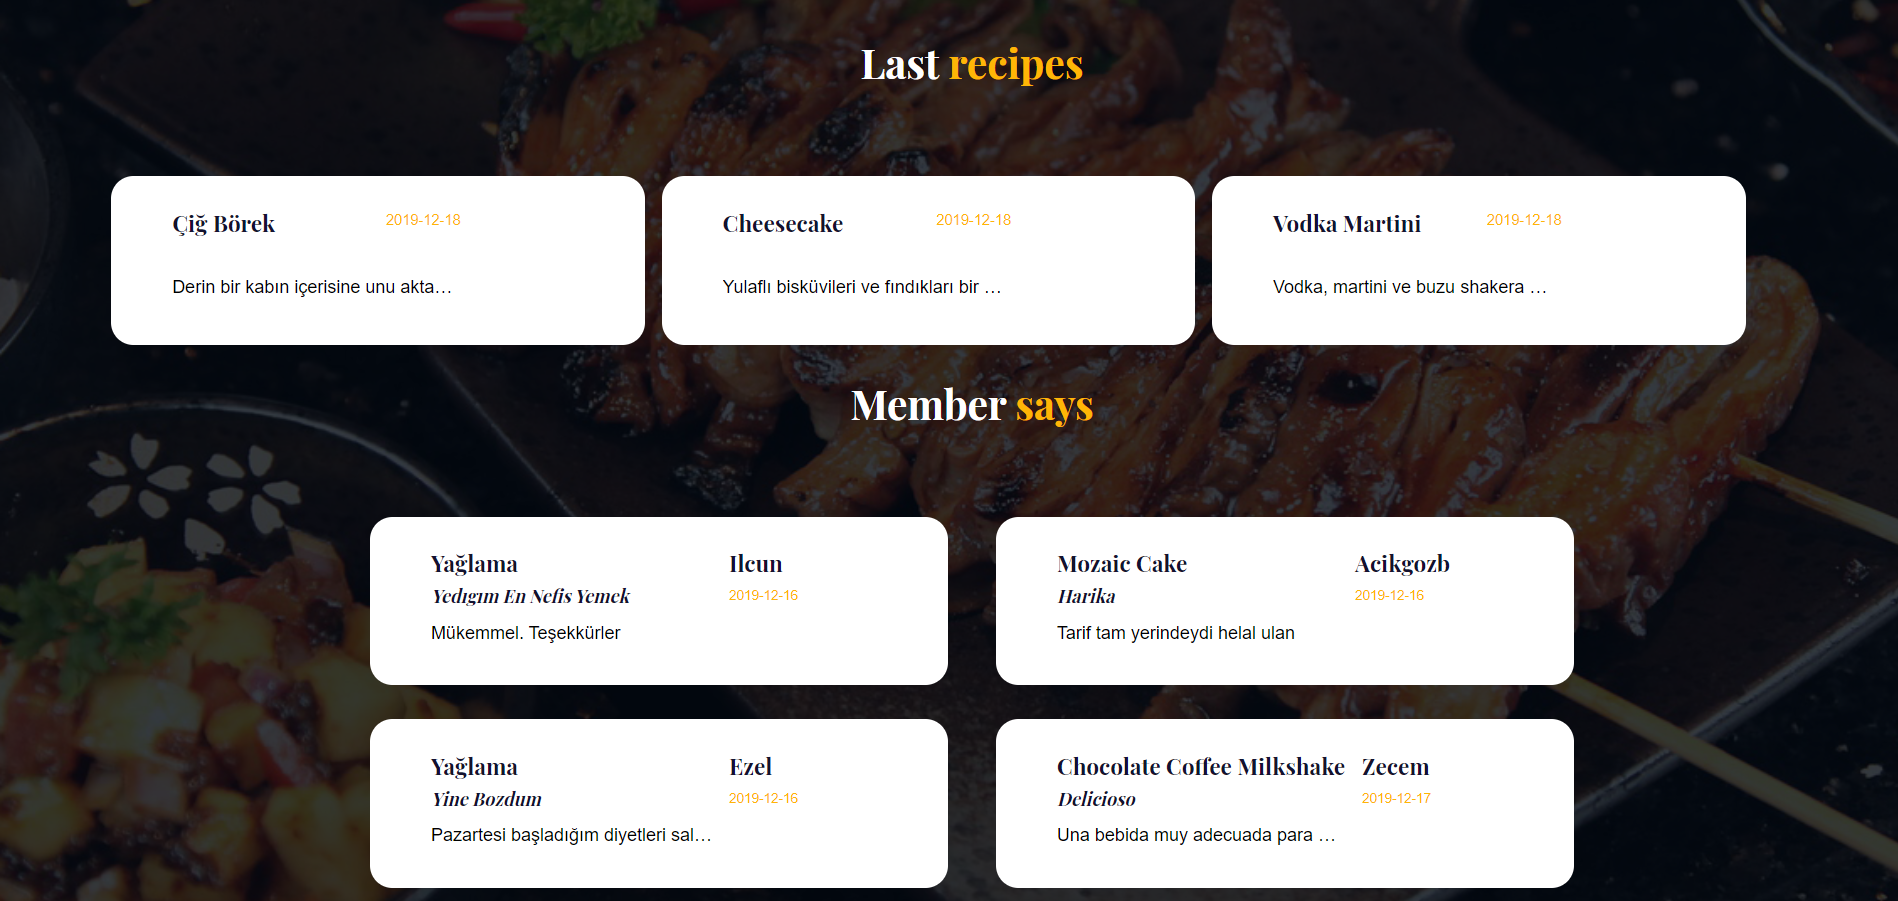 Last recipes
Çiğ Börek 2019-12-18
Derin bir kabın içerisine unu akta…
Cheesecake 2019-12-18
Yulaflı bisküvileri ve fındıkları bir …
Vodka Martini 2019-12-18
Vodka, martini ve buzu shakera …
Member says
Yağlama Ilcun
Yedıgım En Nefis Yemek 2019-12-16
Mükemmel. Teşekkürler
Mozaic Cake Acikgozb
Harika 2019-12-16
Tarif tam yerindeydi helal ulan
Yağlama Ezel
Yine Bozdum 2019-12-16
Pazartesi başladığım diyetleri sal…
Chocolate Coffee Milkshake Zecem
Delicioso 2019-12-17
Una bebida muy adecuada para …